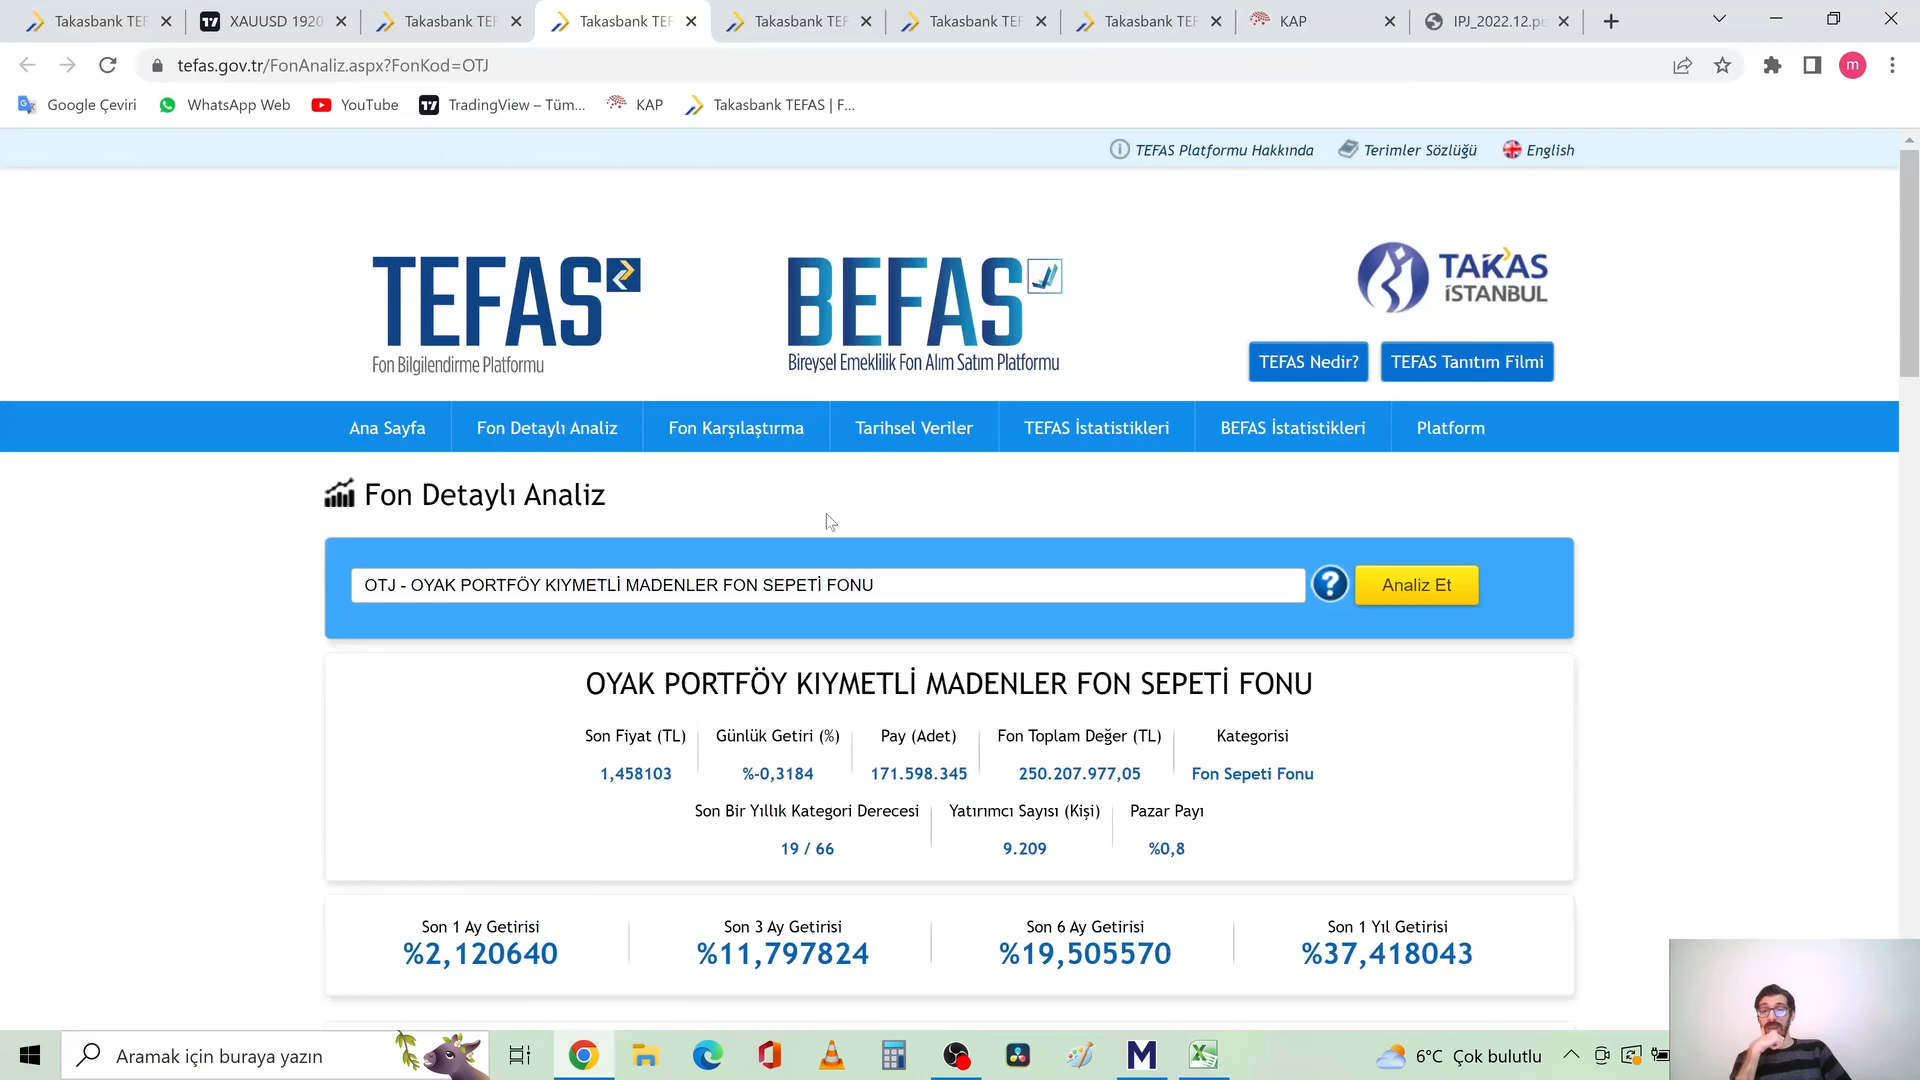 Takasbank TEF
XAUUSD 1920
Takasbank TEF
Takasbank TEF
Takasbank TEF
Takasbank TEF
Takasbank TEF
KAP
IPJ_2022.12.pe
tefas.gov.tr/FonAnaliz.aspx?FonKod=OTJ
m
Google Çeviri
WhatsApp Web
YouTube
TradingView – Tüm...
KAP
Takasbank TEFAS | F...
TEFAS Platformu Hakkında
Terimler Sözlüğü
English
TEFAS
Fon Bilgilendirme Platformu
BEFAS
Bireysel Emeklilik Fon Alım Satım Platformu
TAKAS
İSTANBUL
TEFAS Nedir?
TEFAS Tanıtım Filmi
Ana Sayfa
Fon Detaylı Analiz
Fon Karşılaştırma
Tarihsel Veriler
TEFAS İstatistikleri
BEFAS İstatistikleri
Platform
Fon Detaylı Analiz
OTJ - OYAK PORTFÖY KIYMETLİ MADENLER FON SEPETİ FONU
?
Analiz Et
OYAK PORTFÖY KIYMETLİ MADENLER FON SEPETİ FONU
Son Fiyat (TL)
Günlük Getiri (%)
Pay (Adet)
Fon Toplam Değer (TL)
Kategorisi
1,458103
%-0,3184
171.598.345
250.207.977,05
Fon Sepeti Fonu
Son Bir Yıllık Kategori Derecesi
Yatırımcı Sayısı (Kişi)
Pazar Payı
19 / 66
9.209
%0,8
Son 1 Ay Getirisi
Son 3 Ay Getirisi
Son 6 Ay Getirisi
Son 1 Yıl Getirisi
%2,120640
%11,797824
%19,505570
%37,418043
Aramak için buraya yazın
6°C Çok bulutlu